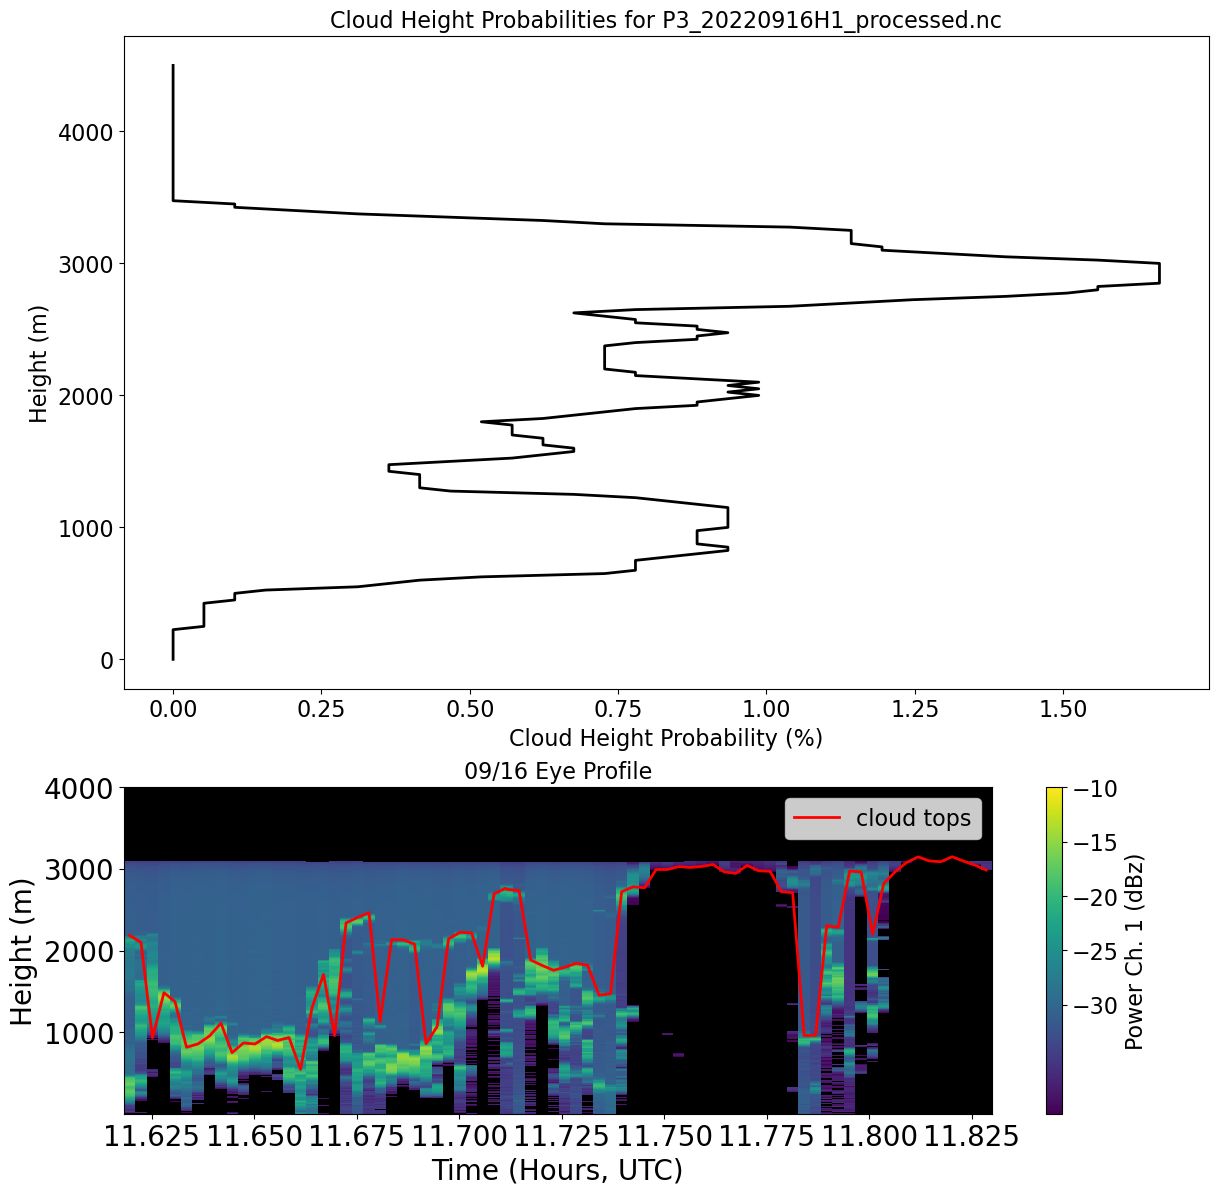 Cloud Height Probabilities for P3_20220916H1_processed.nc
4000
3000
2000
1000
0
Height (m)
0.00 0.25 0.50 0.75 1.00 1.25 1.50
Cloud Height Probability (%)
09/16 Eye Profile
4000
3000
2000
1000
Height (m)
cloud tops
11.625 11.650 11.675 11.700 11.725 11.750 11.775 11.800 11.825
Time (Hours, UTC)
−10
−15
−20
−25
−30
Power Ch. 1 (dBz)